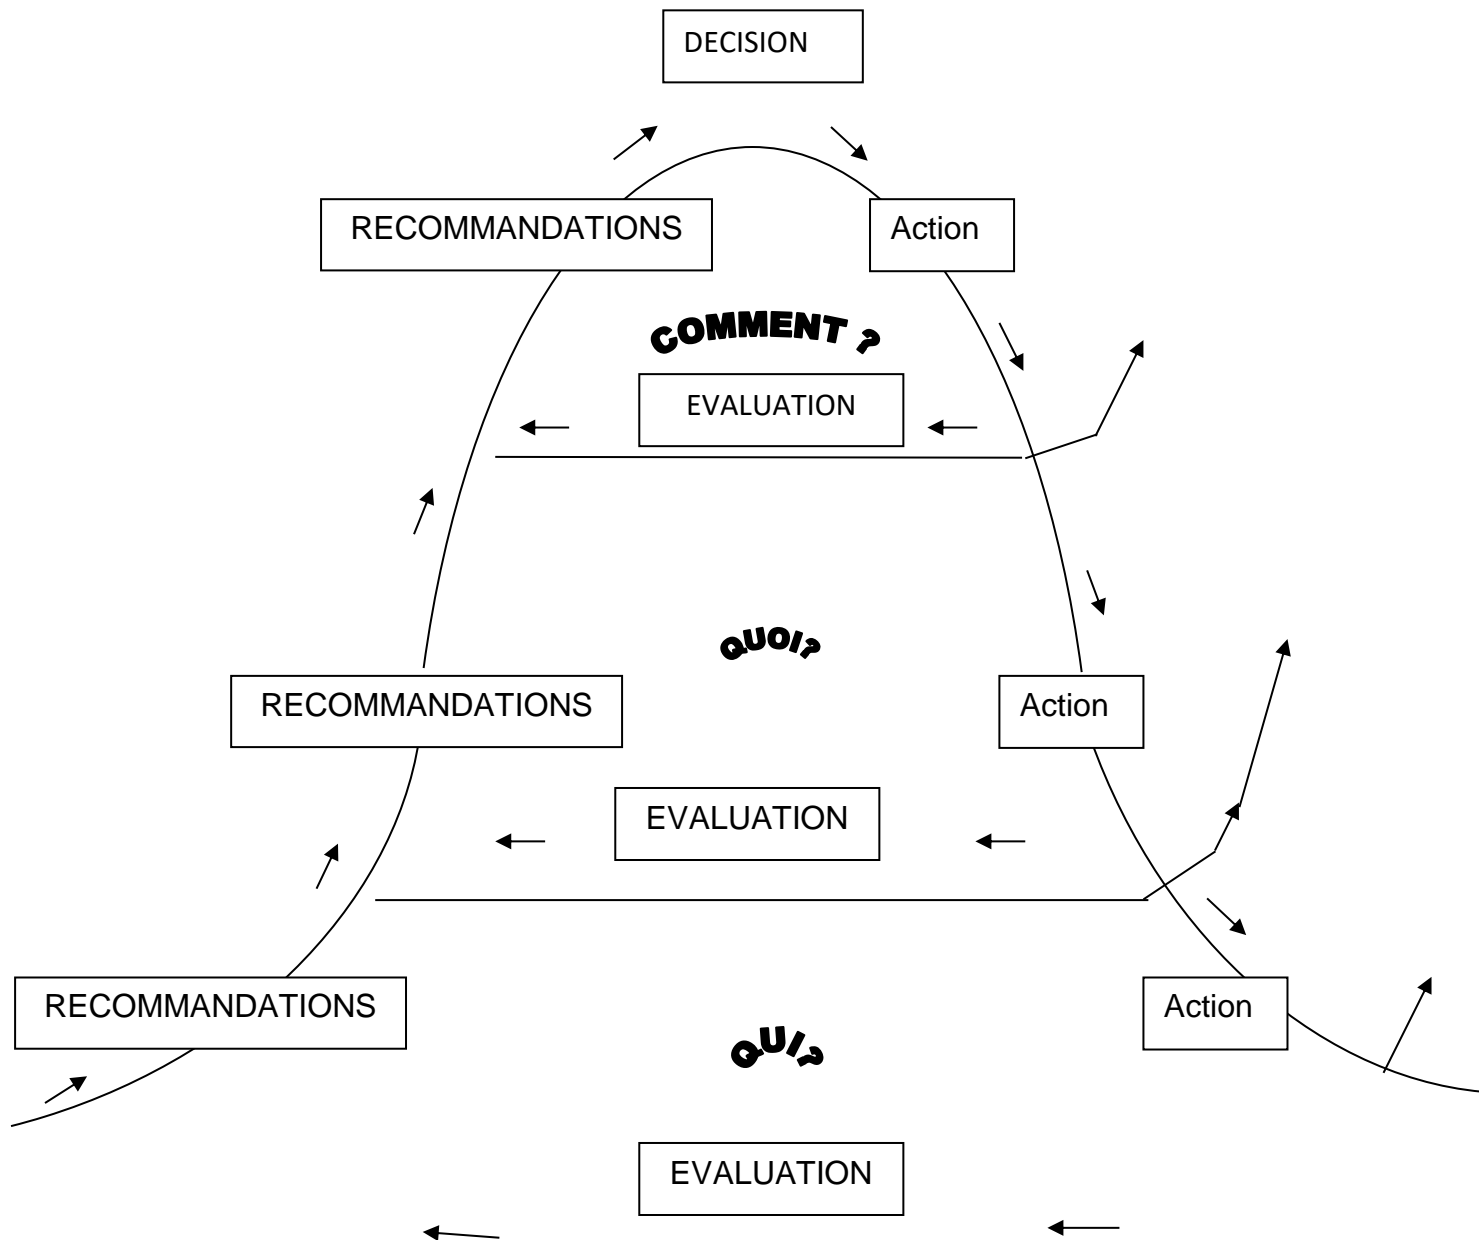 DECISION
RECOMMANDATIONS
Action
COMMENT ?
EVALUATION
QUOI?
RECOMMANDATIONS
Action
EVALUATION
RECOMMANDATIONS
Action
QUI?
EVALUATION